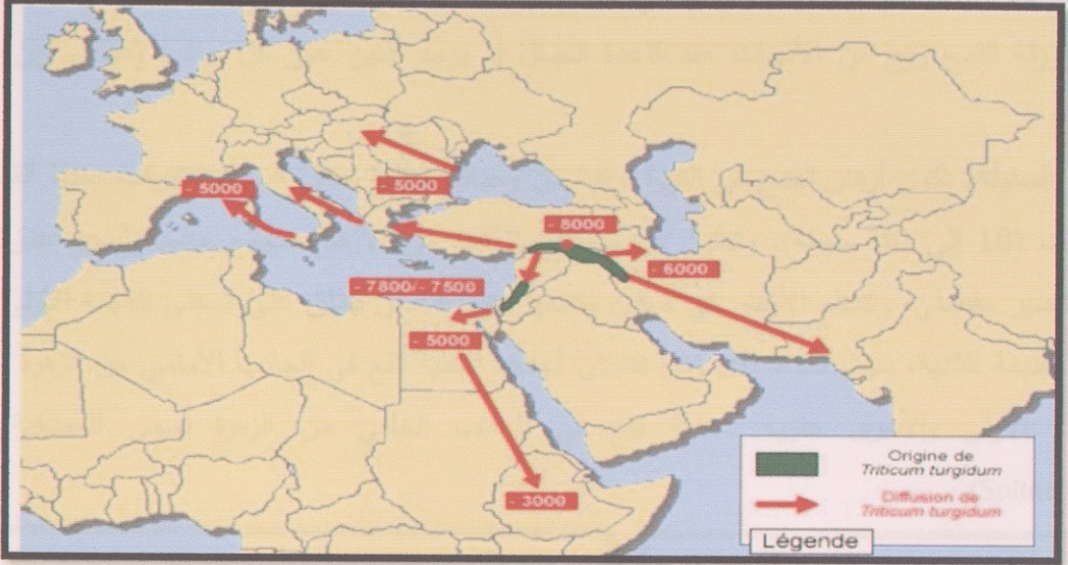 - 5000
- 5000
- 8000
- 6000
- 7800/- 7500
- 5000
- 3000
Origine de
Triticum turgidum
Diffusion de
Triticum turgidum
Légende